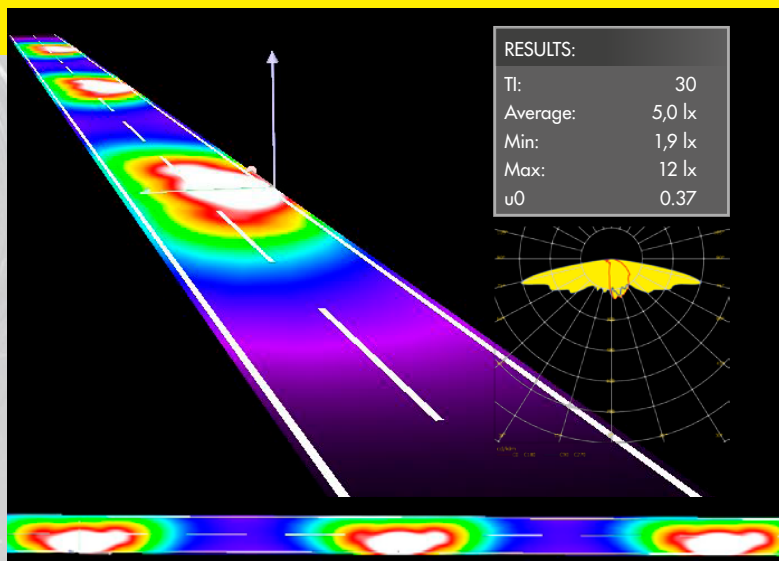 RESULTS:
TI: 30
Average: 5,0 lx
Min: 1,9 lx
Max: 12 lx
u0 0.37